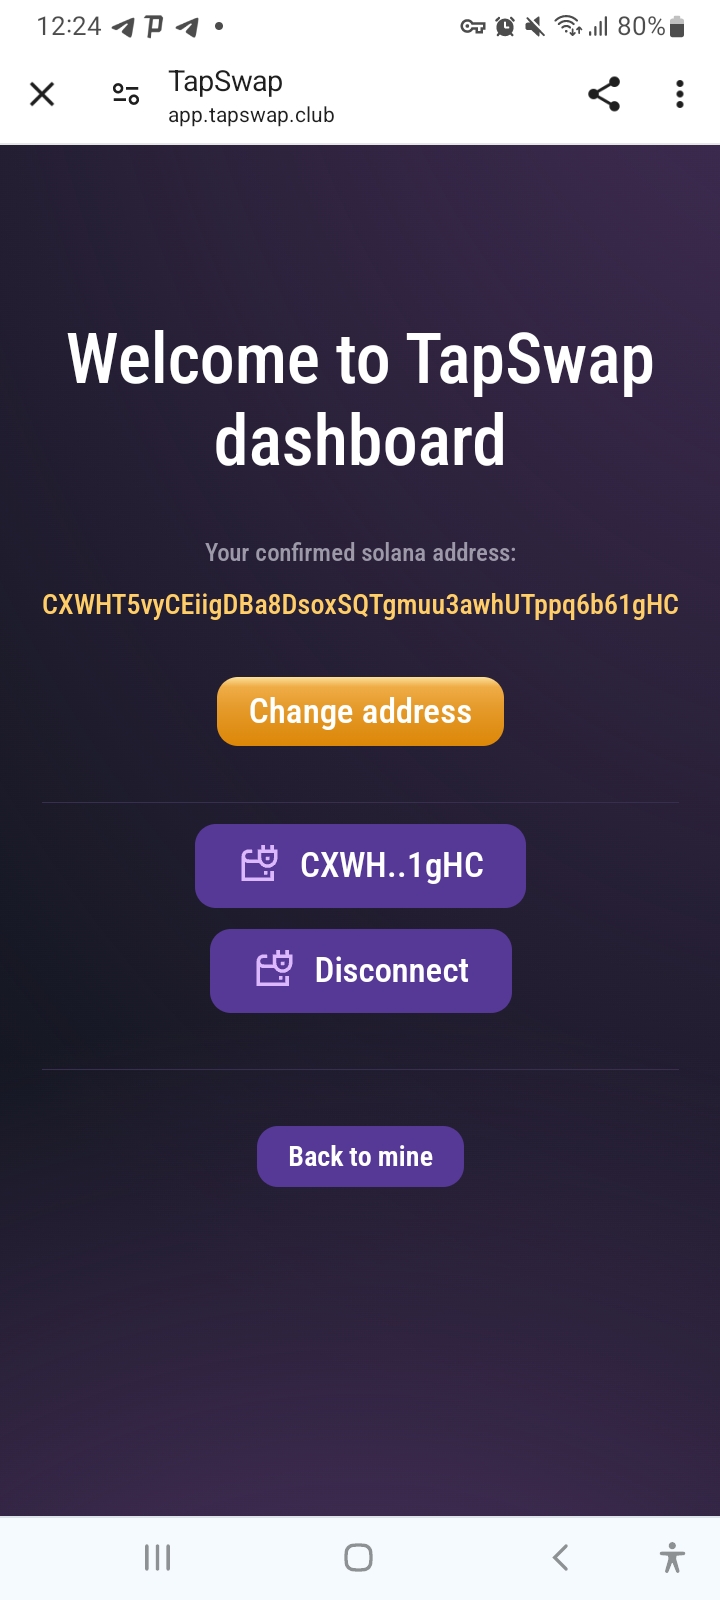 12:24
80%
TapSwap
app.tapswap.club
Welcome to TapSwap
dashboard
Your confirmed solana address:
CXWHT5vyCEiigDBa8DsoxSQTgmuu3awhUTppq6b61gHC
Change address
CXWH..1gHC
Disconnect
Back to mine